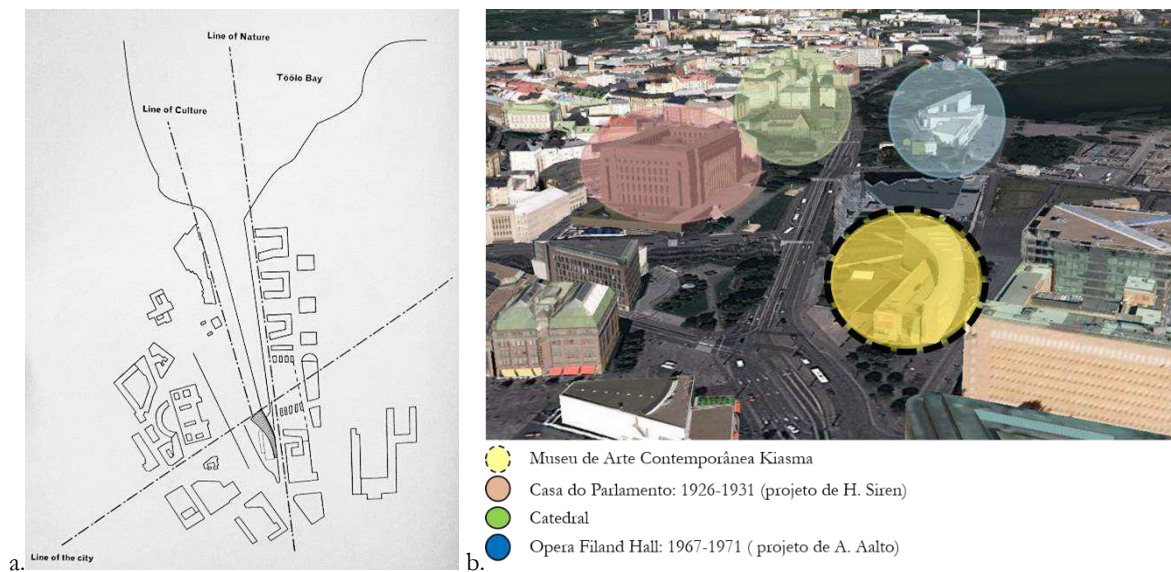 Line of Nature
Töölo Bay
Line of Culture
Line of the city
a.
b.
Museu de Arte Contemporânea Kiasma
Casa do Parlamento: 1926-1931 (projeto de H. Siren)
Catedral
Opera Filand Hall: 1967-1971 ( projeto de A. Aalto)